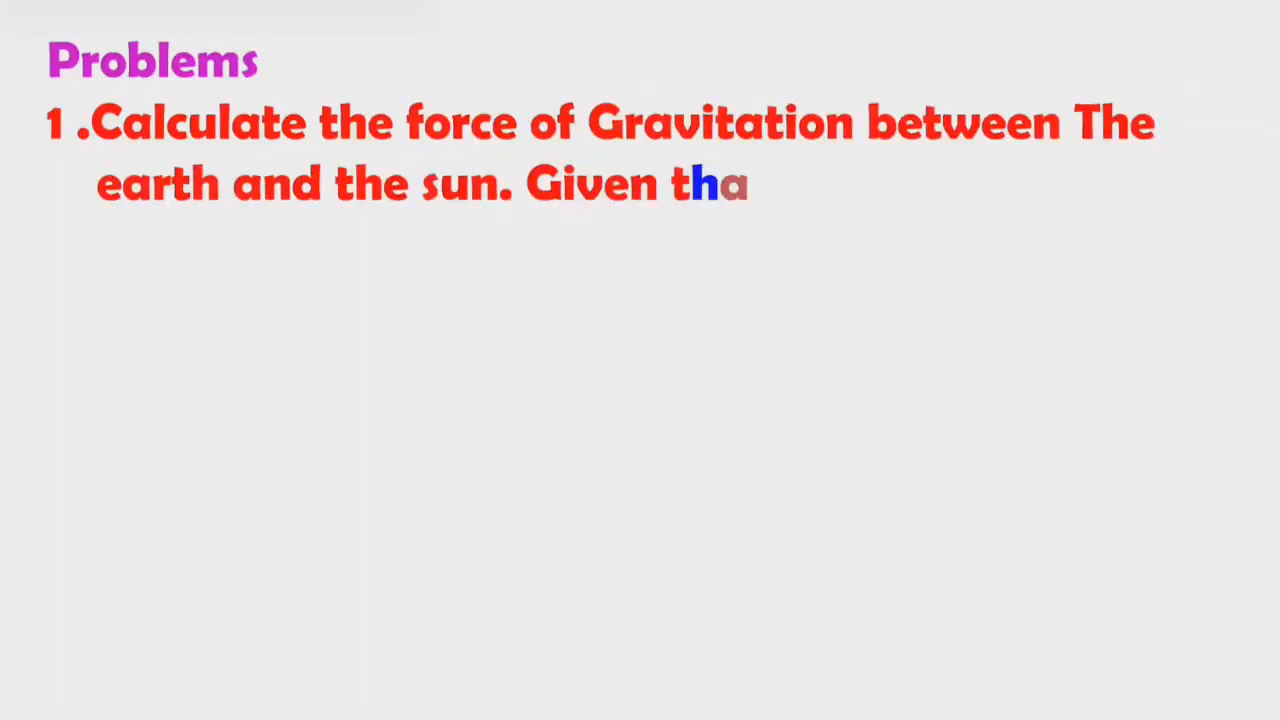 Problems
1 .Calculate the force of Gravitation between The
earth and the sun. Given tha